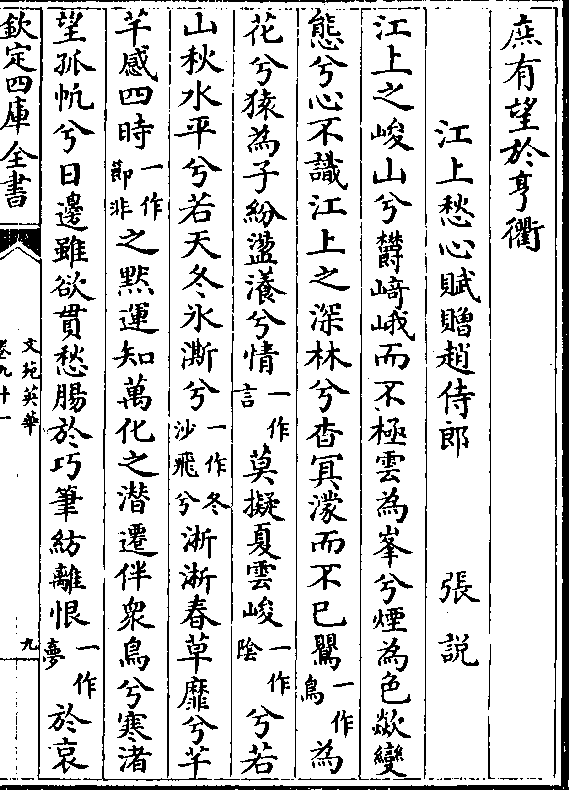 庶有望於亨衢
江上愁心賦贈趙侍郎 張說
江上之峻山兮鬱崎峨而不極雲為峯兮煙為色歘變
態兮心不識江上之深林兮杳冥濛而不已鸎一作鳥為
花兮猿為子紛盪漾兮情一作言莫擬夏雲峻一作陰兮若
山秋水平兮若天冬氷澌兮一作冬沙飛兮淅淅春草靡兮芊
芊感四時一作節非之黙運知萬化之潛遷伴衆鳥兮寒渚
望孤帆兮日邊雖欲貫愁腸於巧筆紡離恨一作夢於哀
欽定四庫全書
文苑英華
卷九十一
九